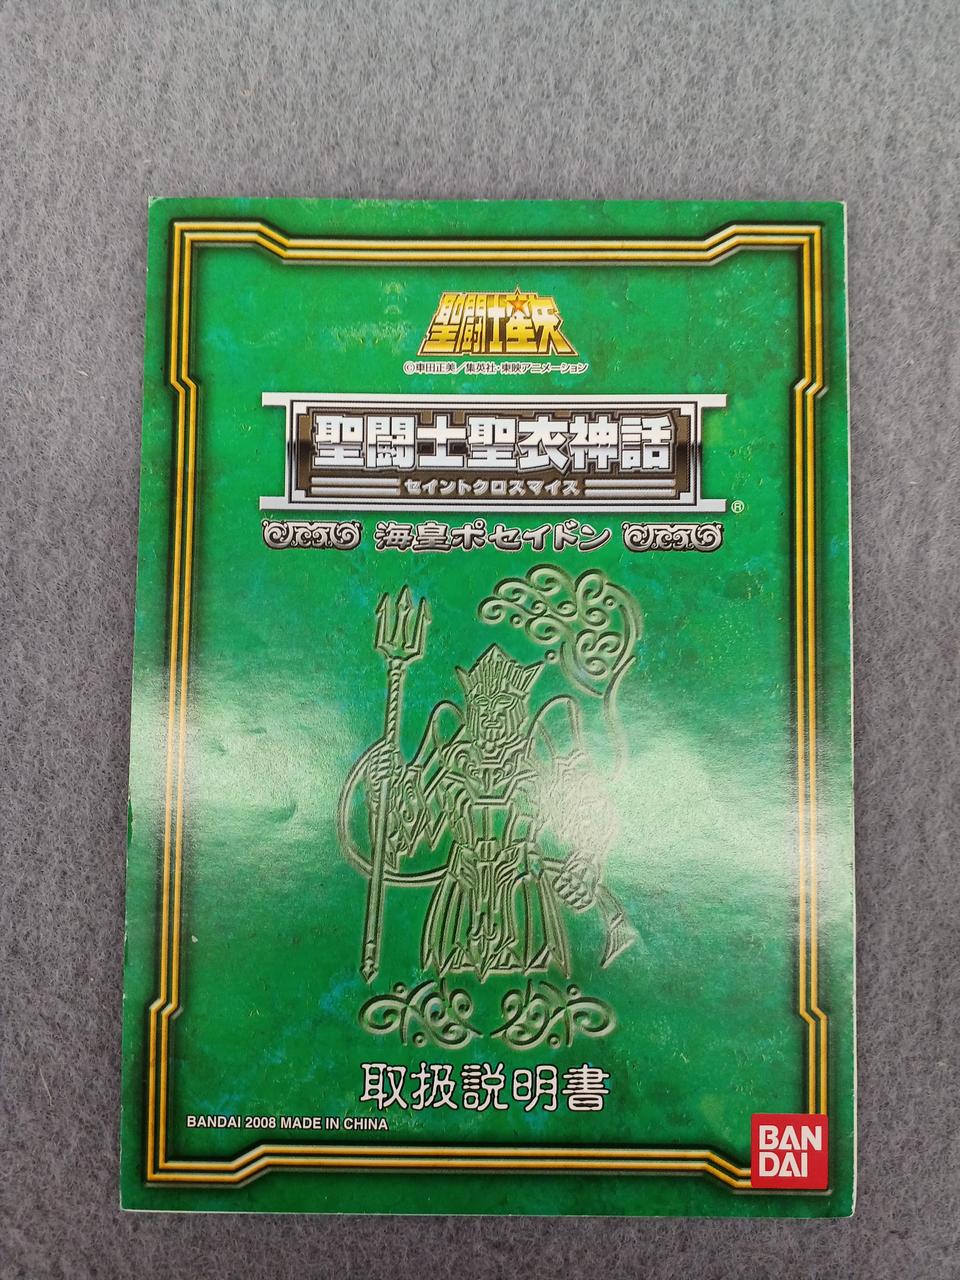 聖闘士星矢
©車田正美／集英社・東映アニメーション
聖闘士聖衣神話
セイントクロスマイス
®
海皇ポセイドン
取扱説明書
BANDAI 2008 MADE IN CHINA
BAN
DAI